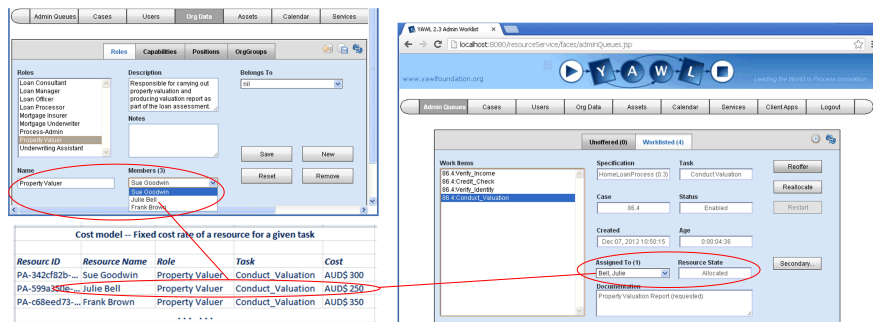 Admin Queues Cases Users Org Data Assets Calendar Services
Roles Capabilities Positions OrgGroups
Roles Description Belongs To
Loan Consultant
Loan Manager
Loan Officer
Loan Processor
Mortgage Insurer
Mortgage Underwriter
Process-Admin
Property Valuer
Underwriting Assistant
Responsible for carrying out
property valuation and
producing valuation report as
part of the loan assessment.
nil
Notes
Save New
Reset Remove
Name Members (3)
Property Valuer Sue Goodwin
Sue Goodwin
Julie Bell
Frank Brown
Cost model -- Fixed cost rate of a resource for a given task
Resourc ID Resource Name Role Task Cost
PA-342cf82b-... Sue Goodwin Property Valuer Conduct_Valuation AUD$ 300
PA-599a350e-... Julie Bell Property Valuer Conduct_Valuation AUD$ 250
PA-c68eed73-... Frank Brown Property Valuer Conduct_Valuation AUD$ 350
... ...
YAWL 2.3 Admin Worklist
localhost:8080/resourceService/faces/adminQueues.jsp
www.yawlfoundation.org
Y A W L
Leading the World in Process Innovation
Admin Queues Cases Users Org Data Assets Calendar Services Client Apps Logout
Unoffered (0) Worklisted (4)
Work Items
86.4:Verify_Income
86.4:Credit_Check
86.4:Verify_Identity
86.4:Conduct_Valuation
Specification Task
HomeLoanProcess (0.3) Conduct Valuation
Case Status
86.4 Enabled
Created Age
Dec:07, 2012 10:50:15 0:00:04:36
Assigned To (1) Resource State
Bell, Julie Allocated
Documentation
Property Valuation Report (requested)
Reoffer
Reallocate
Restart
Secondary..